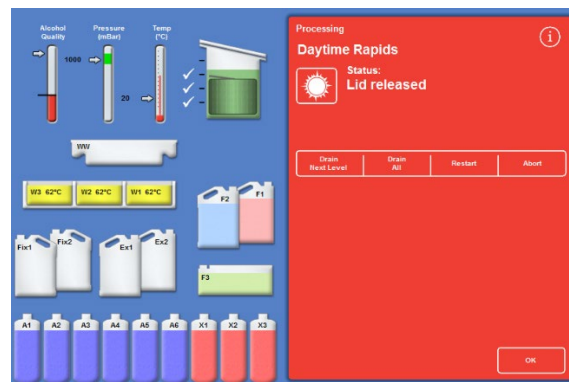 Alcohol
Quality
Pressure
(mBar)
Temp
(°C)
1000
20
WW
W3 62°C
W2 62°C
W1 62°C
F2
F1
Fix1
Fix2
Ex1
Ex2
F3
A1
A2
A3
A4
A5
A6
X1
X2
X3
Processing
i
Daytime Rapids
Status:
Lid released
Drain
Next Level
Drain
All
Restart
Abort
OK